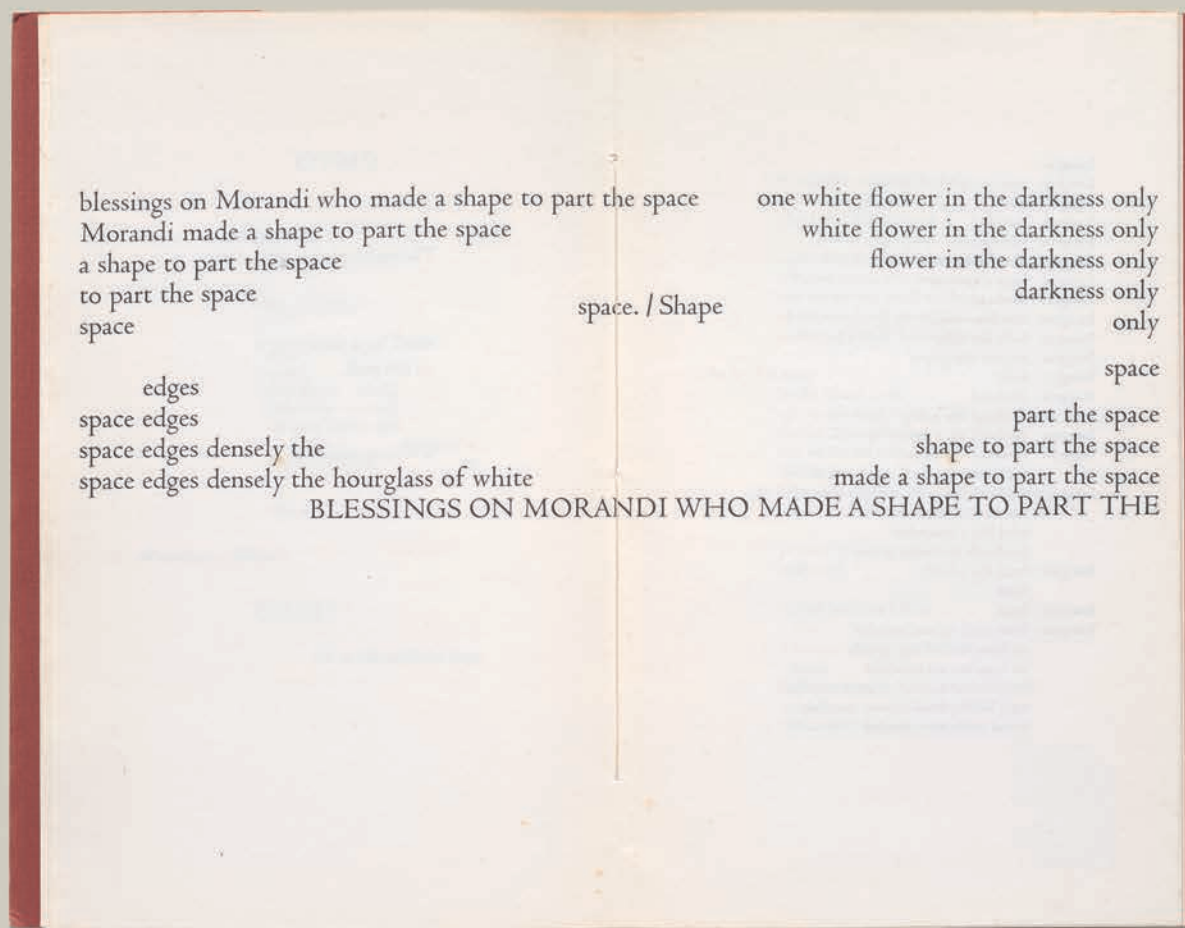 blessings on Morandi who made a shape to part the space
Morandi made a shape to part the space
a shape to part the space
to part the space
space
edges
space edges
space edges densely the
space edges densely the hourglass of white
space. / Shape
one white flower in the darkness only
white flower in the darkness only
flower in the darkness only
darkness only
only
space
part the space
shape to part the space
made a shape to part the space
BLESSINGS ON MORANDI WHO MADE A SHAPE TO PART THE